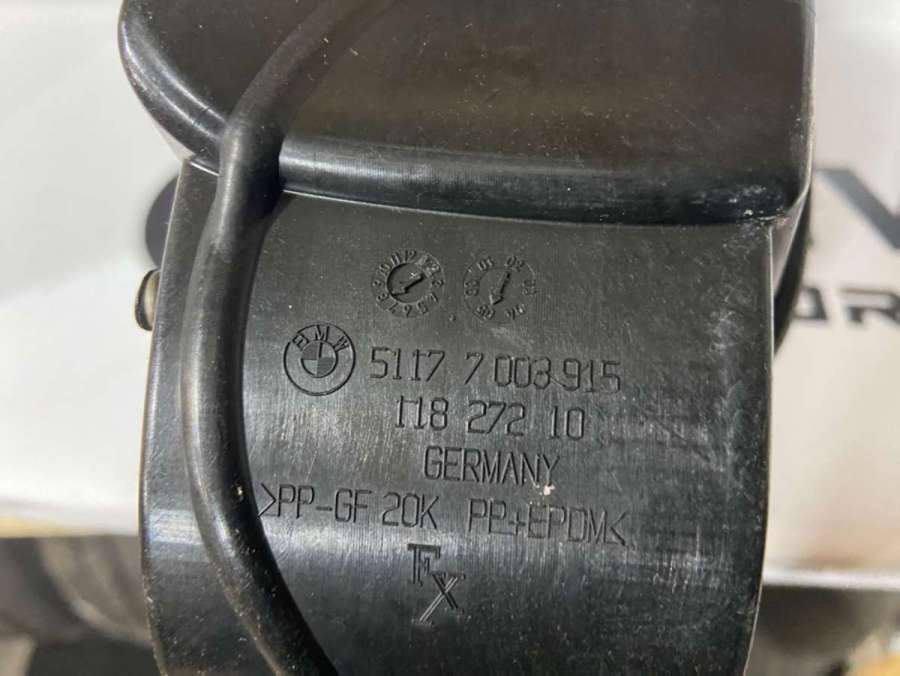 BMW
5117 7 003 915
118 272 10
GERMANY
>PP-GF 20K PP+EPDM<
FX